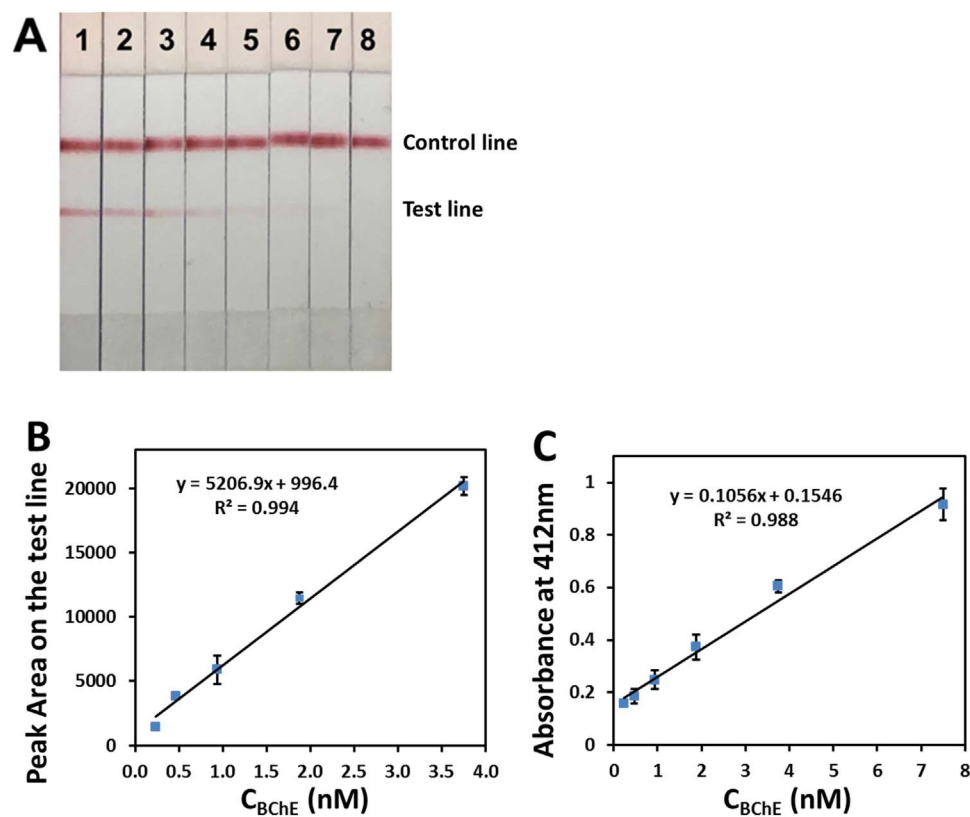 A
1 2 3 4 5 6 7 8
Control line
Test line
B
y = 5206.9x + 996.4
R² = 0.994
Peak Area on the test line
20000
15000
10000
5000
0
0.0 0.5 1.0 1.5 2.0 2.5 3.0 3.5 4.0
C_BChE (nM)
C
y = 0.1056x + 0.1546
R² = 0.988
Absorbance at 412nm
1
0.8
0.6
0.4
0.2
0
0 1 2 3 4 5 6 7 8
C_BChE (nM)